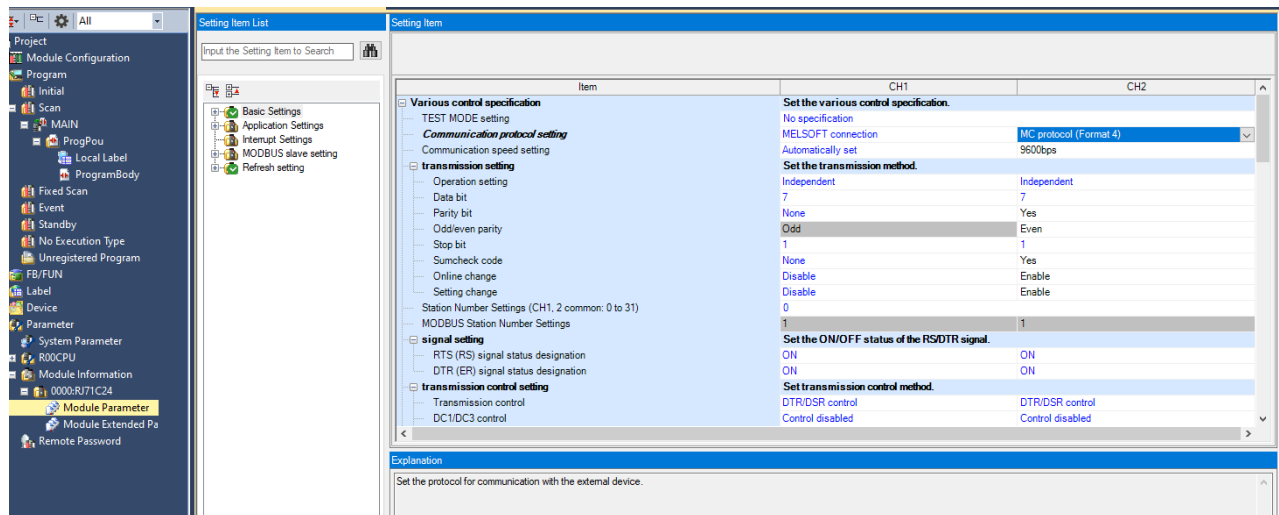 All
Project
Module Configuration
Program
Initial
Scan
MAIN
ProgPou
Local Label
ProgramBody
Fixed Scan
Event
Standby
No Execution Type
Unregistered Program
FB/FUN
Label
Device
Parameter
System Parameter
R00CPU
Module Information
0000:RJ71C24
Module Parameter
Module Extended Pa
Remote Password
Setting Item List
Input the Setting Item to Search
Basic Settings
Application Settings
Interrupt Settings
MODBUS slave setting
Refresh setting
Setting Item
Item CH1 CH2
Various control specification Set the various control specification.
TEST MODE setting No specification
Communication protocol setting MELSOFT connection MC protocol (Format 4)
Communication speed setting Automatically set 9600bps
transmission setting Set the transmission method.
Operation setting Independent Independent
Data bit 7 7
Parity bit None Yes
Odd/even parity Odd Even
Stop bit 1 1
Sumcheck code None Yes
Online change Disable Enable
Setting change Disable Enable
Station Number Settings (CH1, 2 common: 0 to 31) 0
MODBUS Station Number Settings 1 1
signal setting Set the ON/OFF status of the RS/DTR signal.
RTS (RS) signal status designation ON ON
DTR (ER) signal status designation ON ON
transmission control setting Set transmission control method.
Transmission control DTR/DSR control DTR/DSR control
DC1/DC3 control Control disabled Control disabled
Explanation
Set the protocol for communication with the external device.